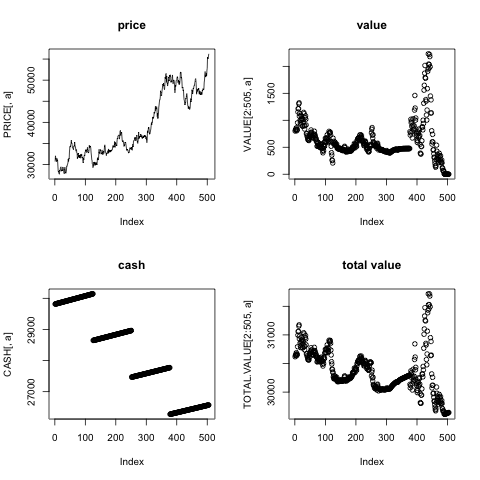 price
PRICE[, a]
30000 40000 50000
0 100 200 300 400 500
Index
value
VALUE[2:505, a]
0 500 1500
0 100 200 300 400 500
Index
cash
CASH[, a]
27000 29000
0 100 200 300 400 500
Index
total value
TOTAL.VALUE[2:505, a]
30000 31000
0 100 200 300 400 500
Index